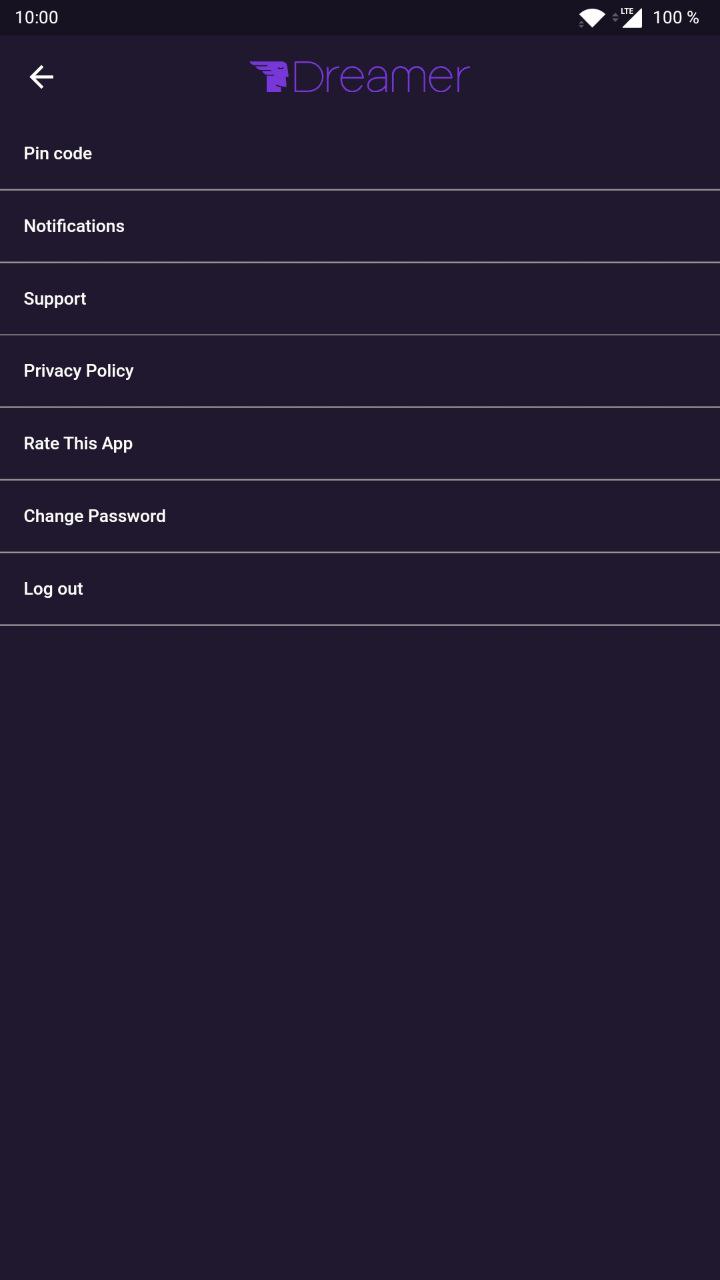 10:00
LTE
100 %
Dreamer
Pin code
Notifications
Support
Privacy Policy
Rate This App
Change Password
Log out